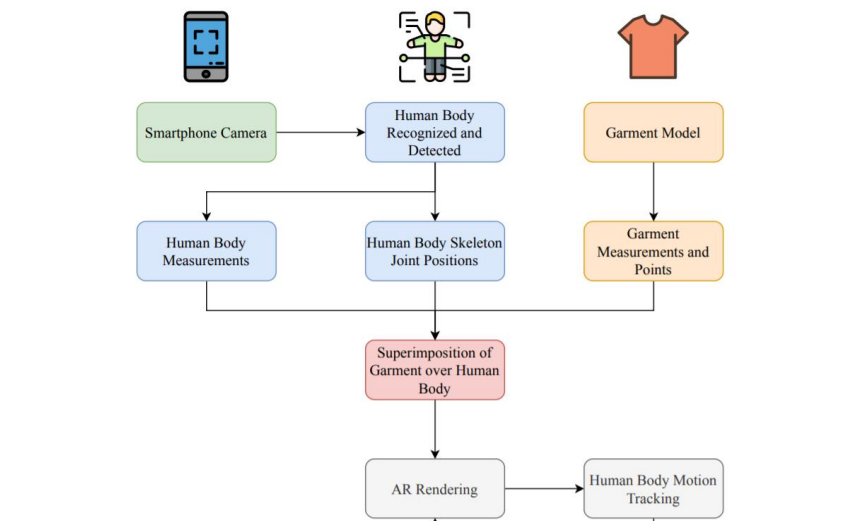 Smartphone Camera
Human Body
Recognized and
Detected
Garment Model
Human Body
Measurements
Human Body Skeleton
Joint Positions
Garment
Measurements and
Points
Superimposition of
Garment over Human
Body
AR Rendering
Human Body Motion
Tracking